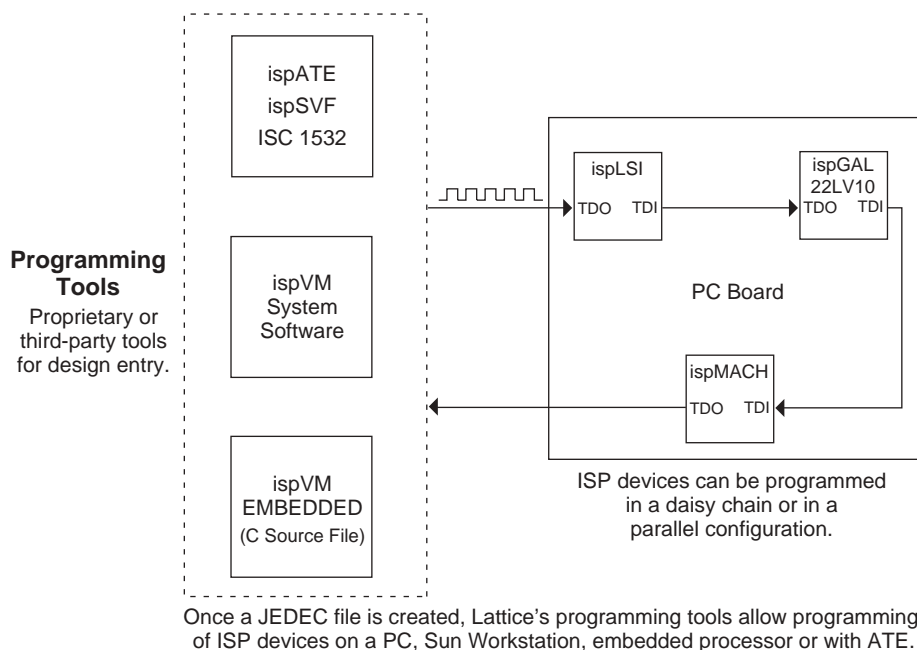 Programming
Tools
Proprietary or
third-party tools
for design entry.
ispATE
ispSVF
ISC 1532
ispVM
System
Software
ispVM
EMBEDDED
(C Source File)
ispLSI
TDO TDI
ispGAL
22LV10
TDO TDI
PC Board
ispMACH
TDO TDI
ISP devices can be programmed
in a daisy chain or in a
parallel configuration.
Once a JEDEC file is created, Lattice's programming tools allow programming
of ISP devices on a PC, Sun Workstation, embedded processor or with ATE.